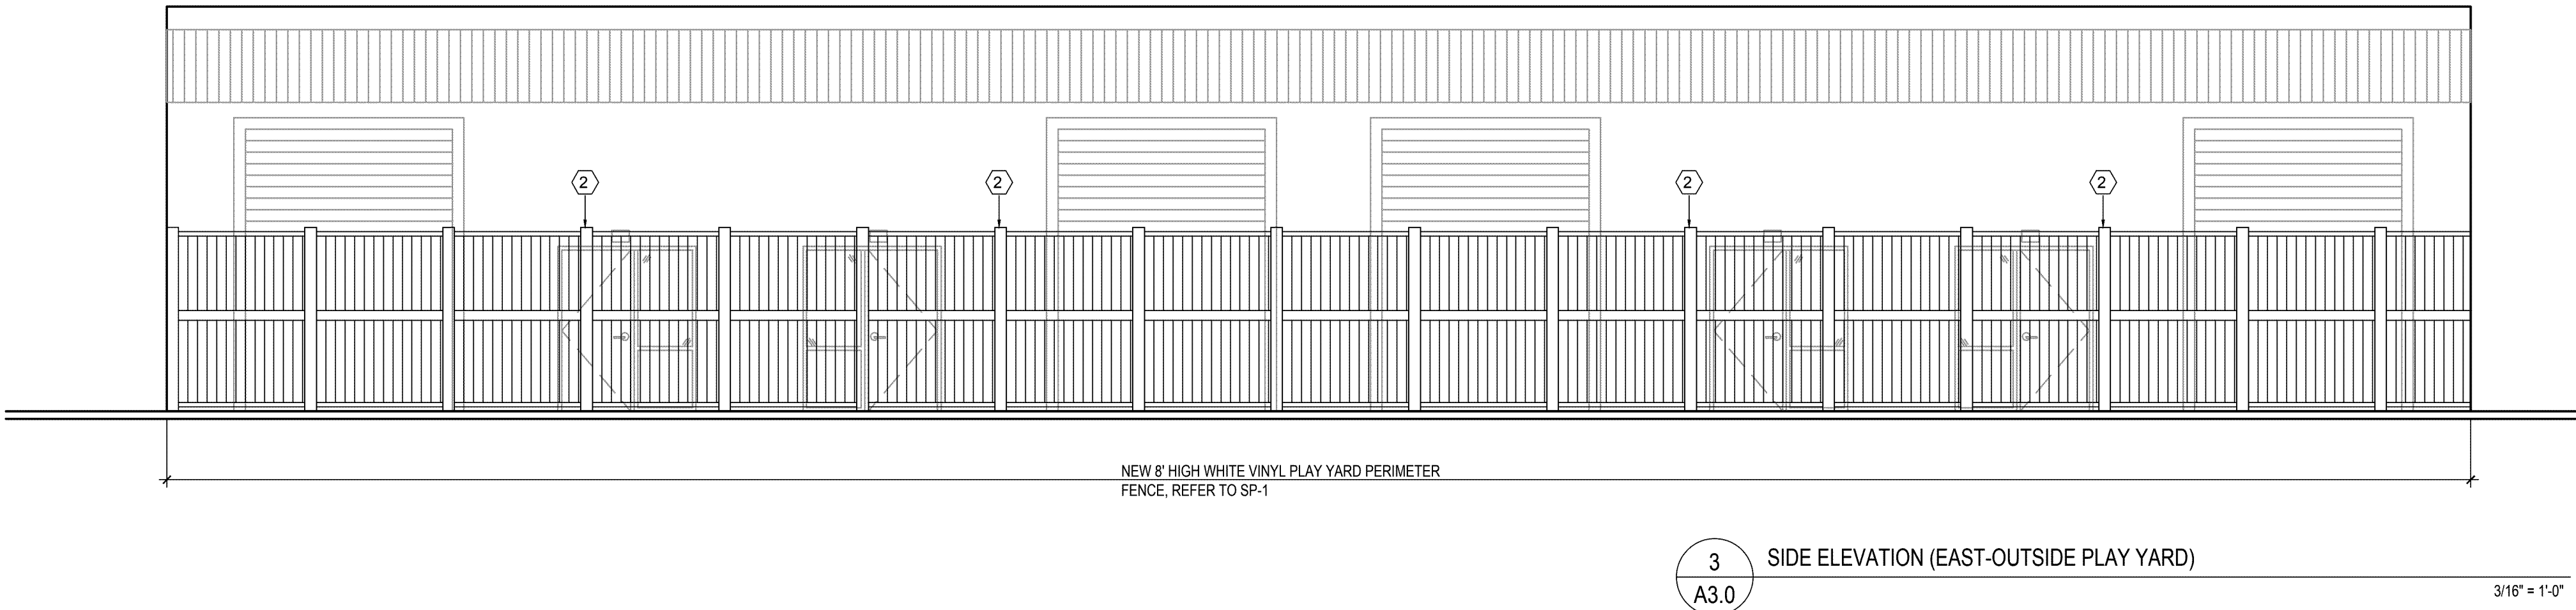 2
2
2
2
NEW 8' HIGH WHITE VINYL PLAY YARD PERIMETER
FENCE, REFER TO SP-1
3
SIDE ELEVATION (EAST-OUTSIDE PLAY YARD)
A3.0
3/16" = 1'-0"